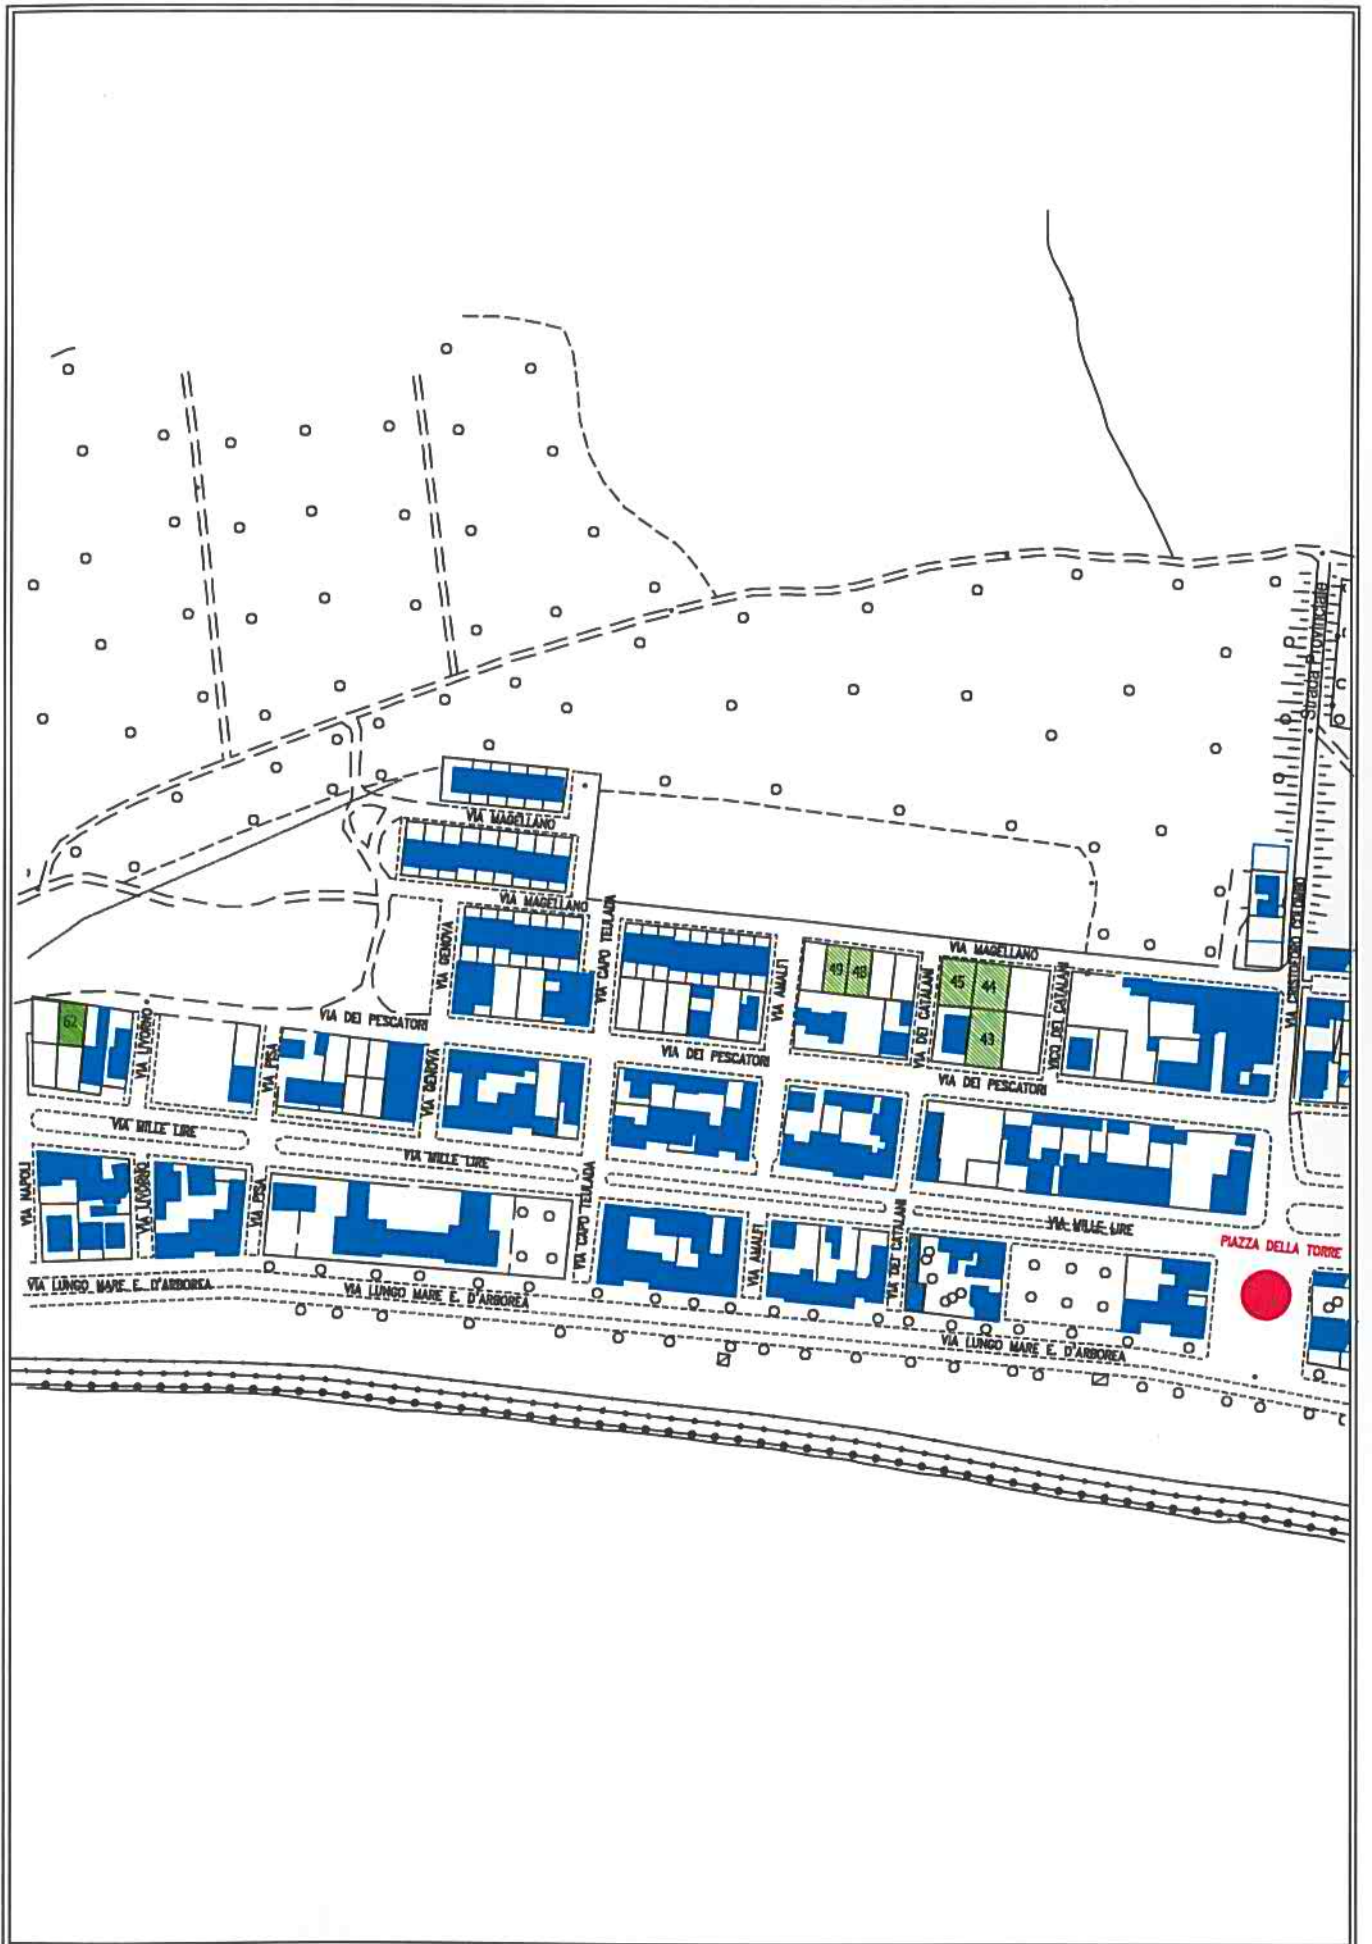 Strada Provinciale
VIA MAGELLANO
VIA MAGELLANO
VIA GENOVA
VIA CAPO TEULADA
VIA MAGELLANO
VIA CRISTOFORO COLOMBO
VIA AMALFI
49
48
VIA DEI CATALANI
45
44
43
VICO DEI CATALANI
62
VIA LIVORNO
VIA DEI PESCATORI
VIA PISA
VIA GENOVA
VIA DEI PESCATORI
VIA DEI PESCATORI
VIA MILLE LIRE
VIA MILLE LIRE
VIA NAPOLI
VIA LIVORNO
VIA PISA
VIA CAPO TEULADA
VIA AMALFI
VIA DEI CATALANI
VIA MILLE LIRE
PIAZZA DELLA TORRE
VIA LUNGO MARE E. D'ARBOREA
VIA LUNGO MARE E. D'ARBOREA
VIA LUNGO MARE E. D'ARBOREA